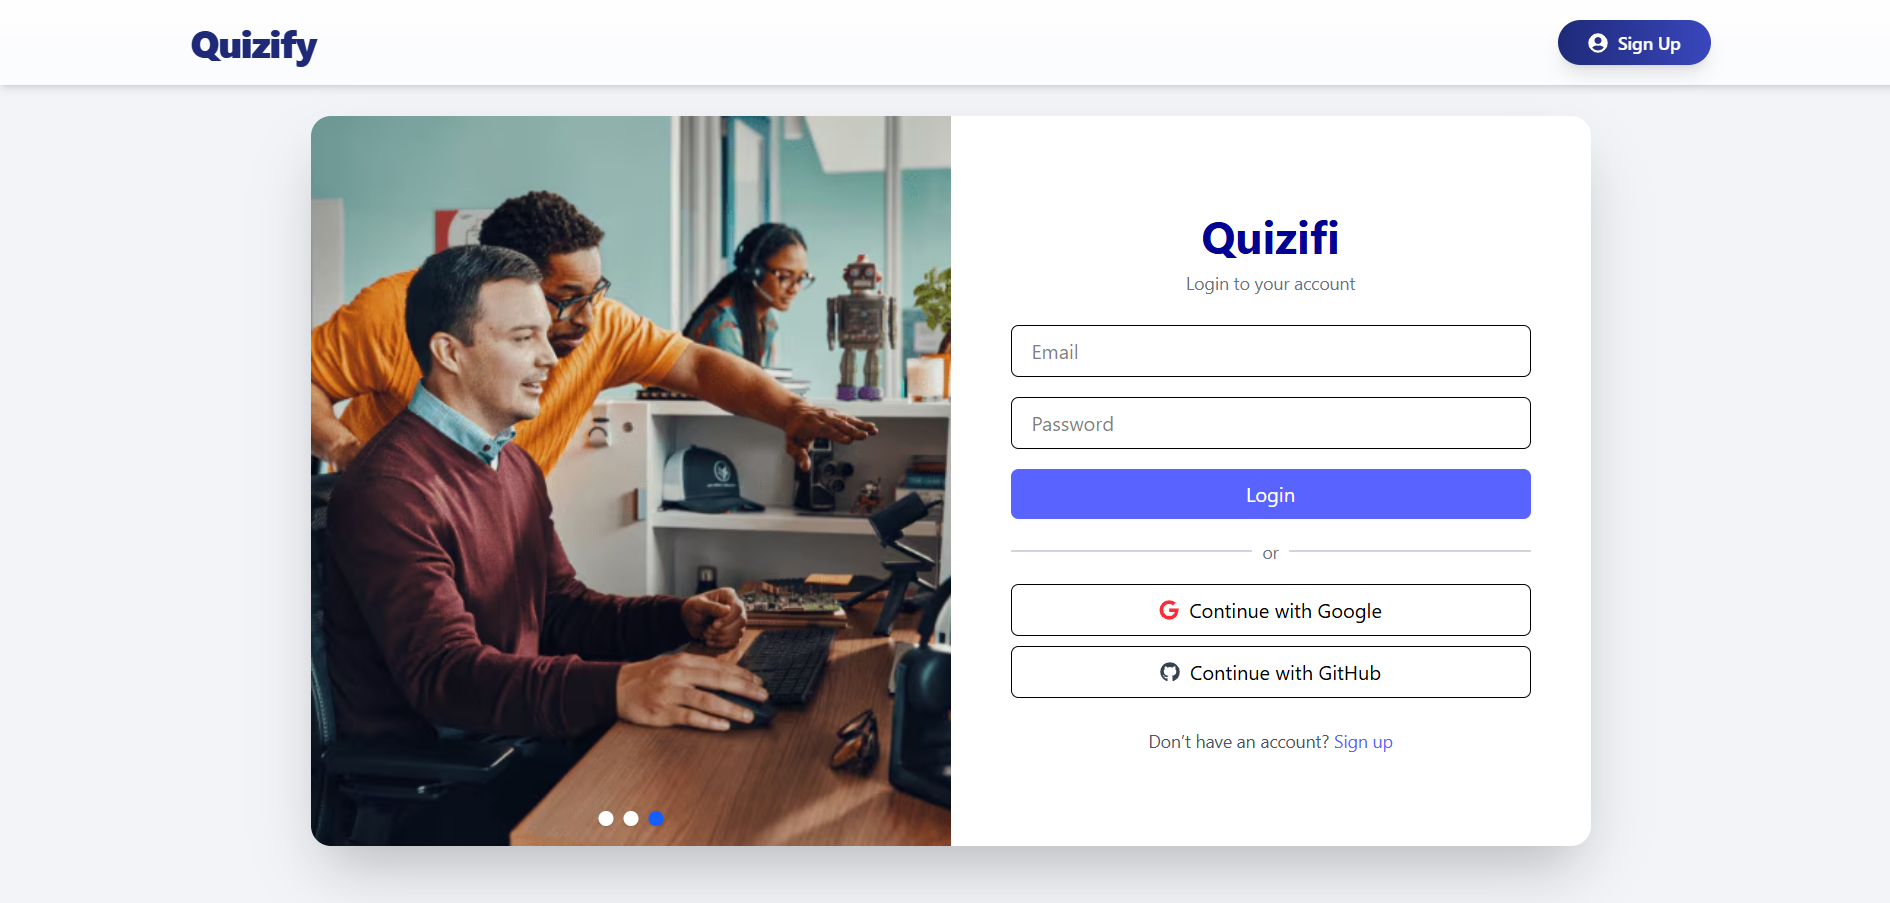 Quizify
Sign Up
Quizifi
Login to your account
Email
Password
Login
or
Continue with Google
Continue with GitHub
Don’t have an account? Sign up